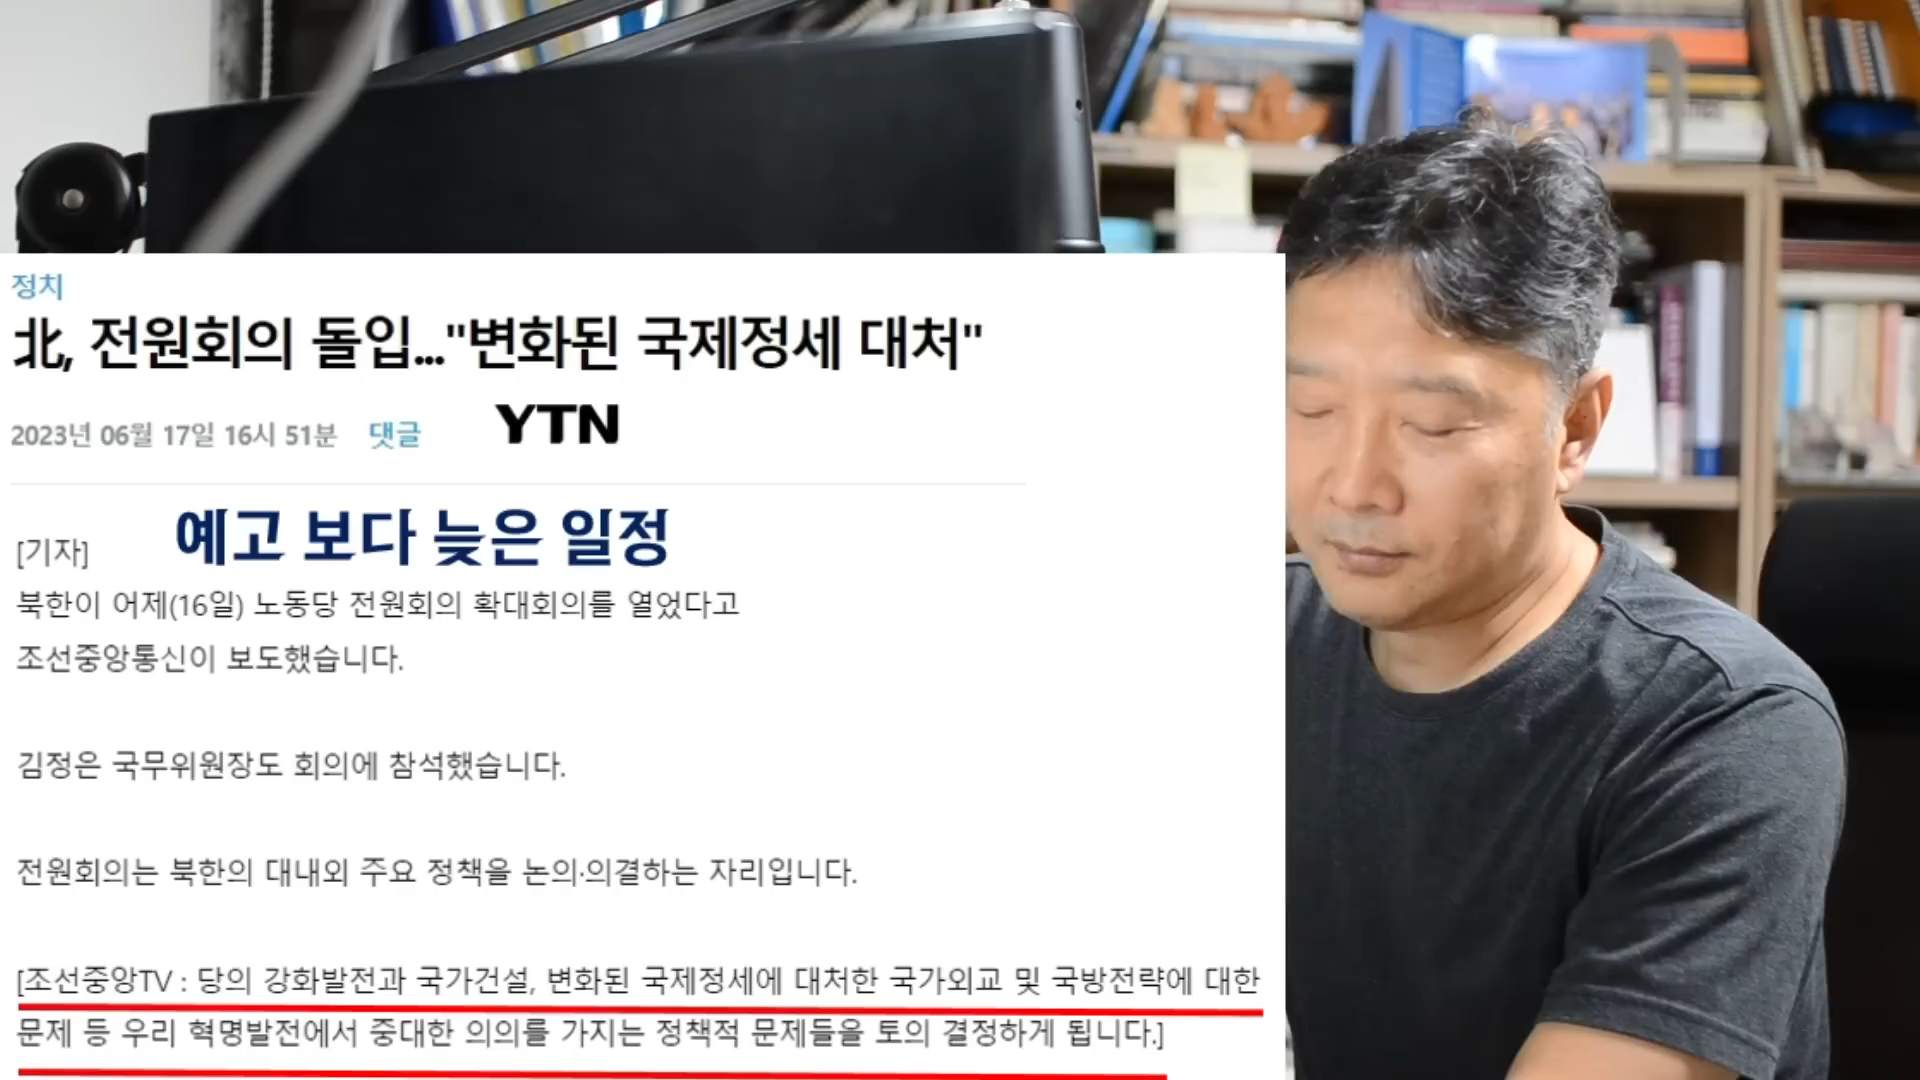 정치
北, 전원회의 돌입..."변화된 국제정세 대처"
2023년 06월 17일 16시 51분 댓글 YTN
예고 보다 늦은 일정
[기자]
북한이 어제(16일) 노동당 전원회의 확대회의를 열었다고
조선중앙통신이 보도했습니다.
김정은 국무위원장도 회의에 참석했습니다.
전원회의는 북한의 대내외 주요 정책을 논의·의결하는 자리입니다.
[조선중앙TV : 당의 강화발전과 국가건설, 변화된 국제정세에 대처한 국가외교 및 국방전략에 대한
문제 등 우리 혁명발전에서 중대한 의의를 가지는 정책적 문제들을 토의 결정하게 됩니다.]